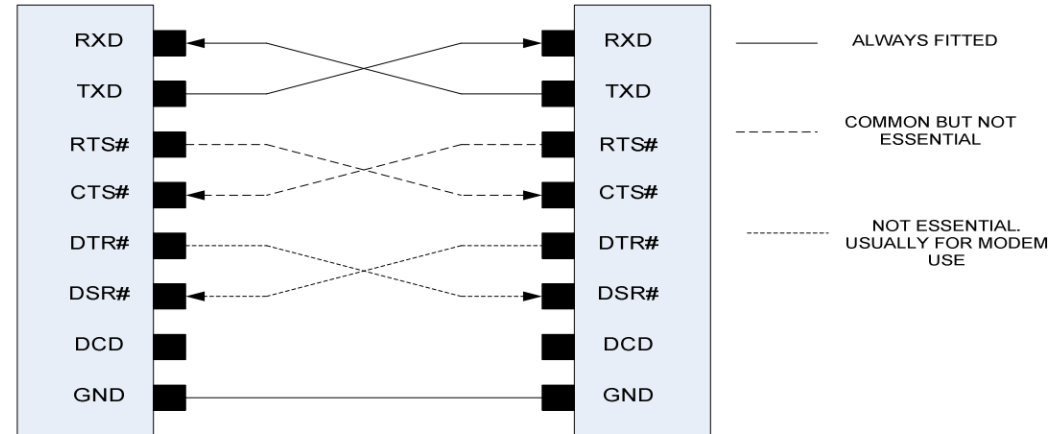 RXD
TXD
RTS#
CTS#
DTR#
DSR#
DCD
GND
RXD
TXD
RTS#
CTS#
DTR#
DSR#
DCD
GND
ALWAYS FITTED
COMMON BUT NOT
ESSENTIAL
NOT ESSENTIAL.
USUALLY FOR MODEM
USE